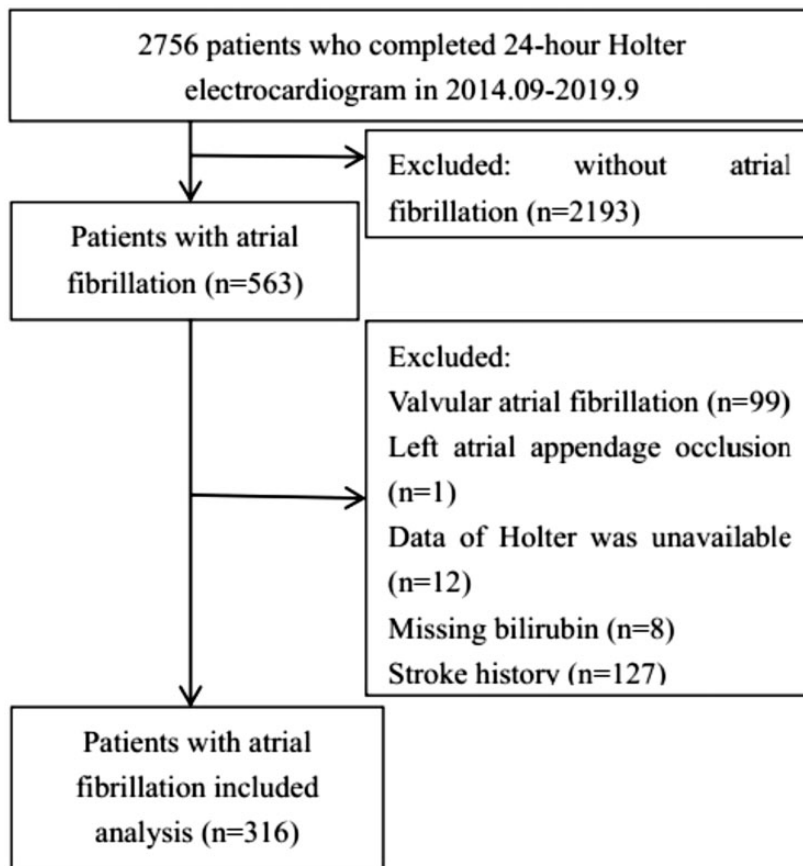 2756 patients who completed 24-hour Holter
electrocardiogram in 2014.09-2019.9
Excluded: without atrial
fibrillation (n=2193)
Patients with atrial
fibrillation (n=563)
Excluded:
Valvular atrial fibrillation (n=99)
Left atrial appendage occlusion
(n=1)
Data of Holter was unavailable
(n=12)
Missing bilirubin (n=8)
Stroke history (n=127)
Patients with atrial
fibrillation included
analysis (n=316)